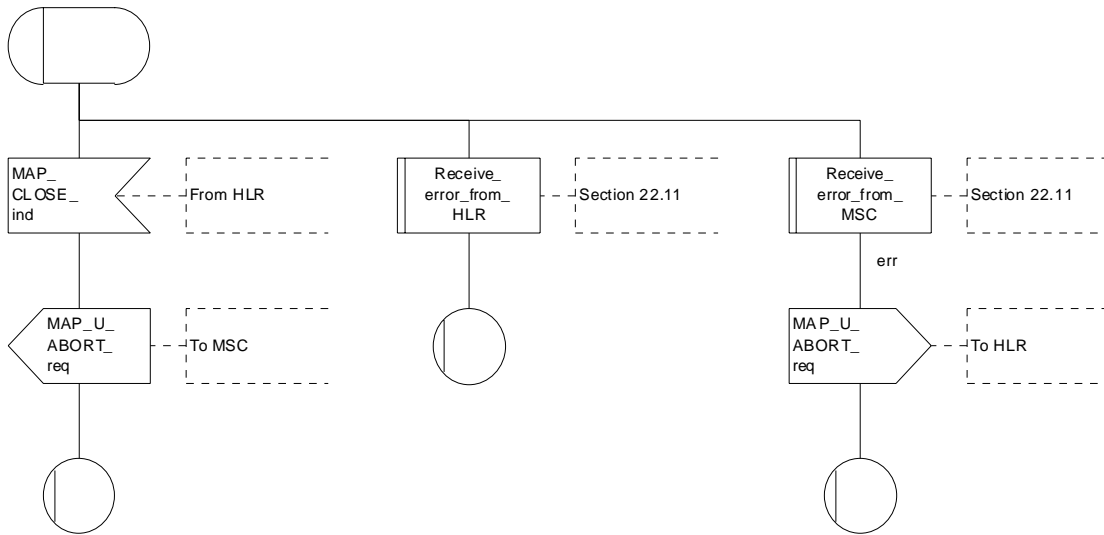 MAP_
CLOSE_
ind
From HLR
Receive_
error_from_
HLR
Section 22.11
Receive_
error_from_
MSC
Section 22.11
err
MAP_U_
ABORT_
req
To MSC
MAP_U_
ABORT_
req
To HLR